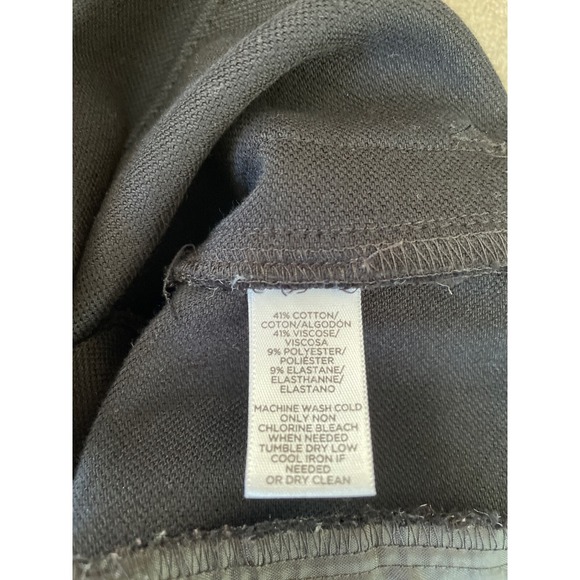 41% COTTON/
COTON/ALGODÓN
41% VISCOSE/
VISCOSA
9% POLYESTER/
POLIÉSTER
9% ELASTANE/
ELASTHANNE/
ELASTANO
MACHINE WASH COLD
ONLY NON
CHLORINE BLEACH
WHEN NEEDED
TUMBLE DRY LOW
COOL IRON IF
NEEDED
OR DRY CLEAN